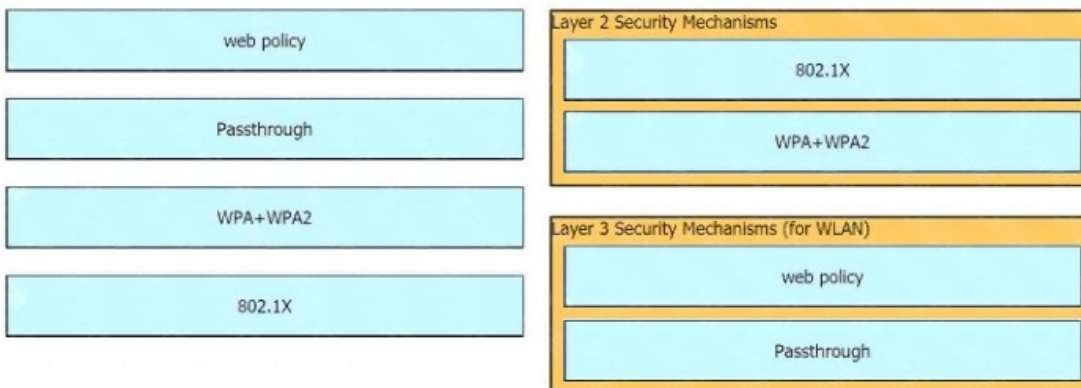 web policy
Passthrough
WPA+WPA2
802.1X
Layer 2 Security Mechanisms
802.1X
WPA+WPA2
Layer 3 Security Mechanisms (for WLAN)
web policy
Passthrough